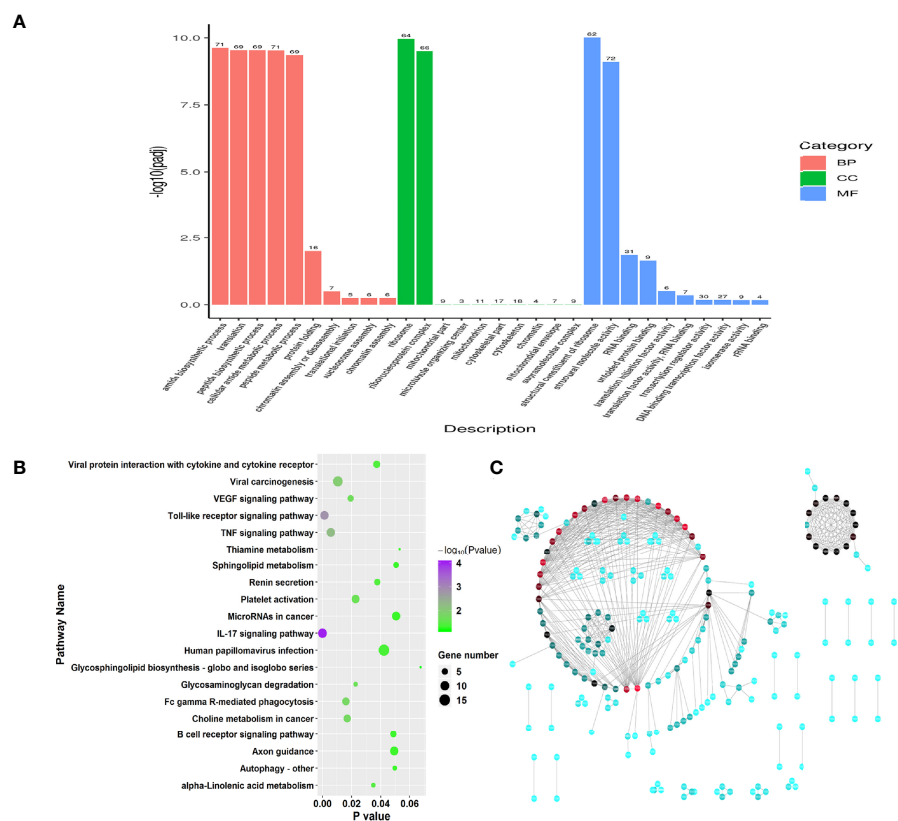 A
10.0
7.5
5.0
2.5
0.0
-log10(padj)
71
69
69
71
69
16
7
5
6
6
64
66
9
3
11
17
18
4
7
9
62
72
21
9
6
7
30
27
9
4
amide biosynthetic process
translation
peptide biosynthetic process
cellular amide metabolic process
peptide metabolic process
protein folding
chromatin assembly or disassembly
translational initiation
nucleosome assembly
chromatin assembly
ribosome
ribonucleoprotein complex
mitochondrial part
microtubule organizing center
mitochondrion
cytoskeletal part
cytoskeleton
chromatin
mitochondrial envelope
supramolecular complex
structural constituent of ribosome
structural molecule activity
RNA binding
unfolded protein binding
translation initiation factor activity
translation factor activity, RNA binding
transcription regulator activity
DNA binding transcription factor activity
isomerase activity
rRNA binding
Description
Category
BP
CC
MF
B
Pathway Name
Viral protein interaction with cytokine and cytokine receptor
Viral carcinogenesis
VEGF signaling pathway
Toll-like receptor signaling pathway
TNF signaling pathway
Thiamine metabolism
Sphingolipid metabolism
Renin secretion
Platelet activation
MicroRNAs in cancer
IL-17 signaling pathway
Human papillomavirus infection
Glycosphingolipid biosynthesis - globo and isoglobo series
Glycosaminoglycan degradation
Fc gamma R-mediated phagocytosis
Choline metabolism in cancer
B cell receptor signaling pathway
Axon guidance
Autophagy - other
alpha-Linolenic acid metabolism
0.00
0.02
0.04
0.06
P value
-log₁₀(Pvalue)
4
3
2
Gene number
5
10
15
C